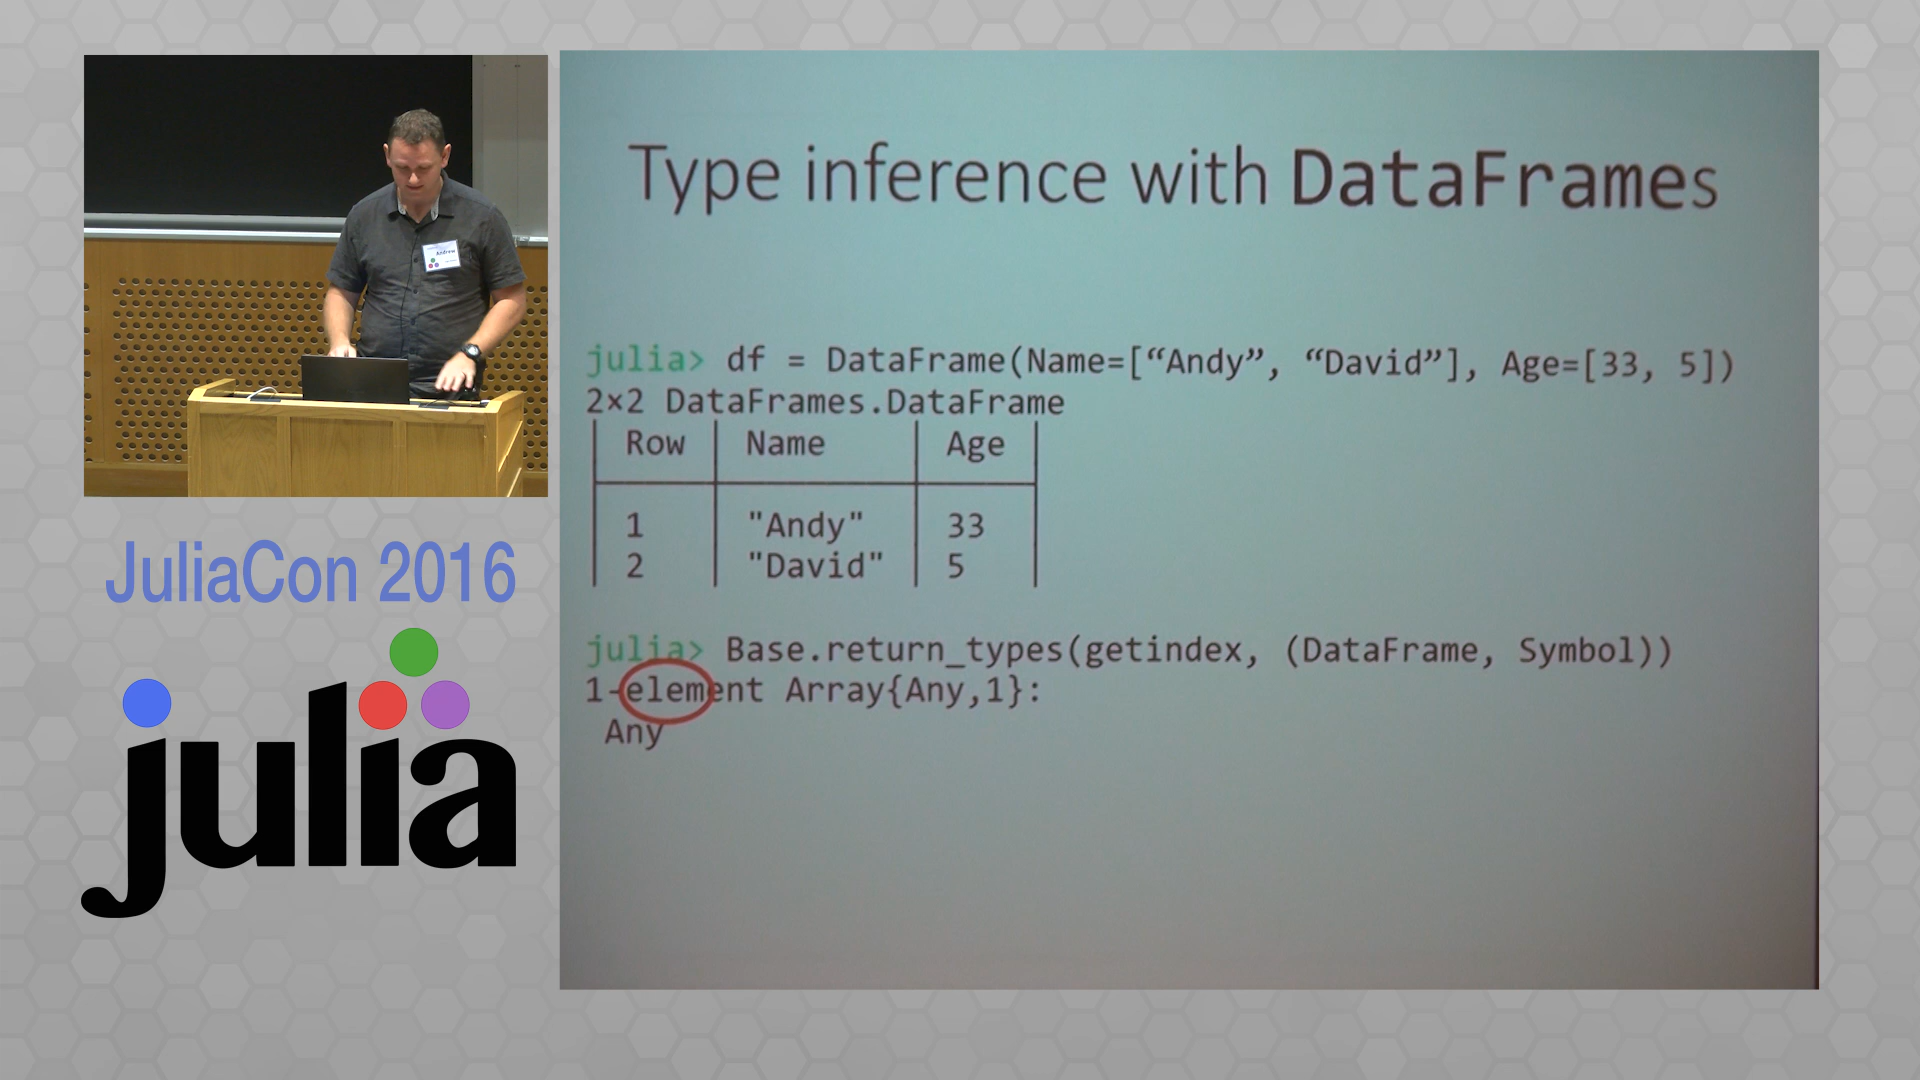 Andrew
JuliaCon 2016
julia
Type inference with DataFrames
julia> df = DataFrame(Name=[“Andy”, “David”], Age=[33, 5])
2×2 DataFrames.DataFrame
| Row | Name | Age |
| 1 | "Andy" | 33 |
| 2 | "David" | 5 |
julia> Base.return_types(getindex, (DataFrame, Symbol))
1-element Array{Any,1}:
Any